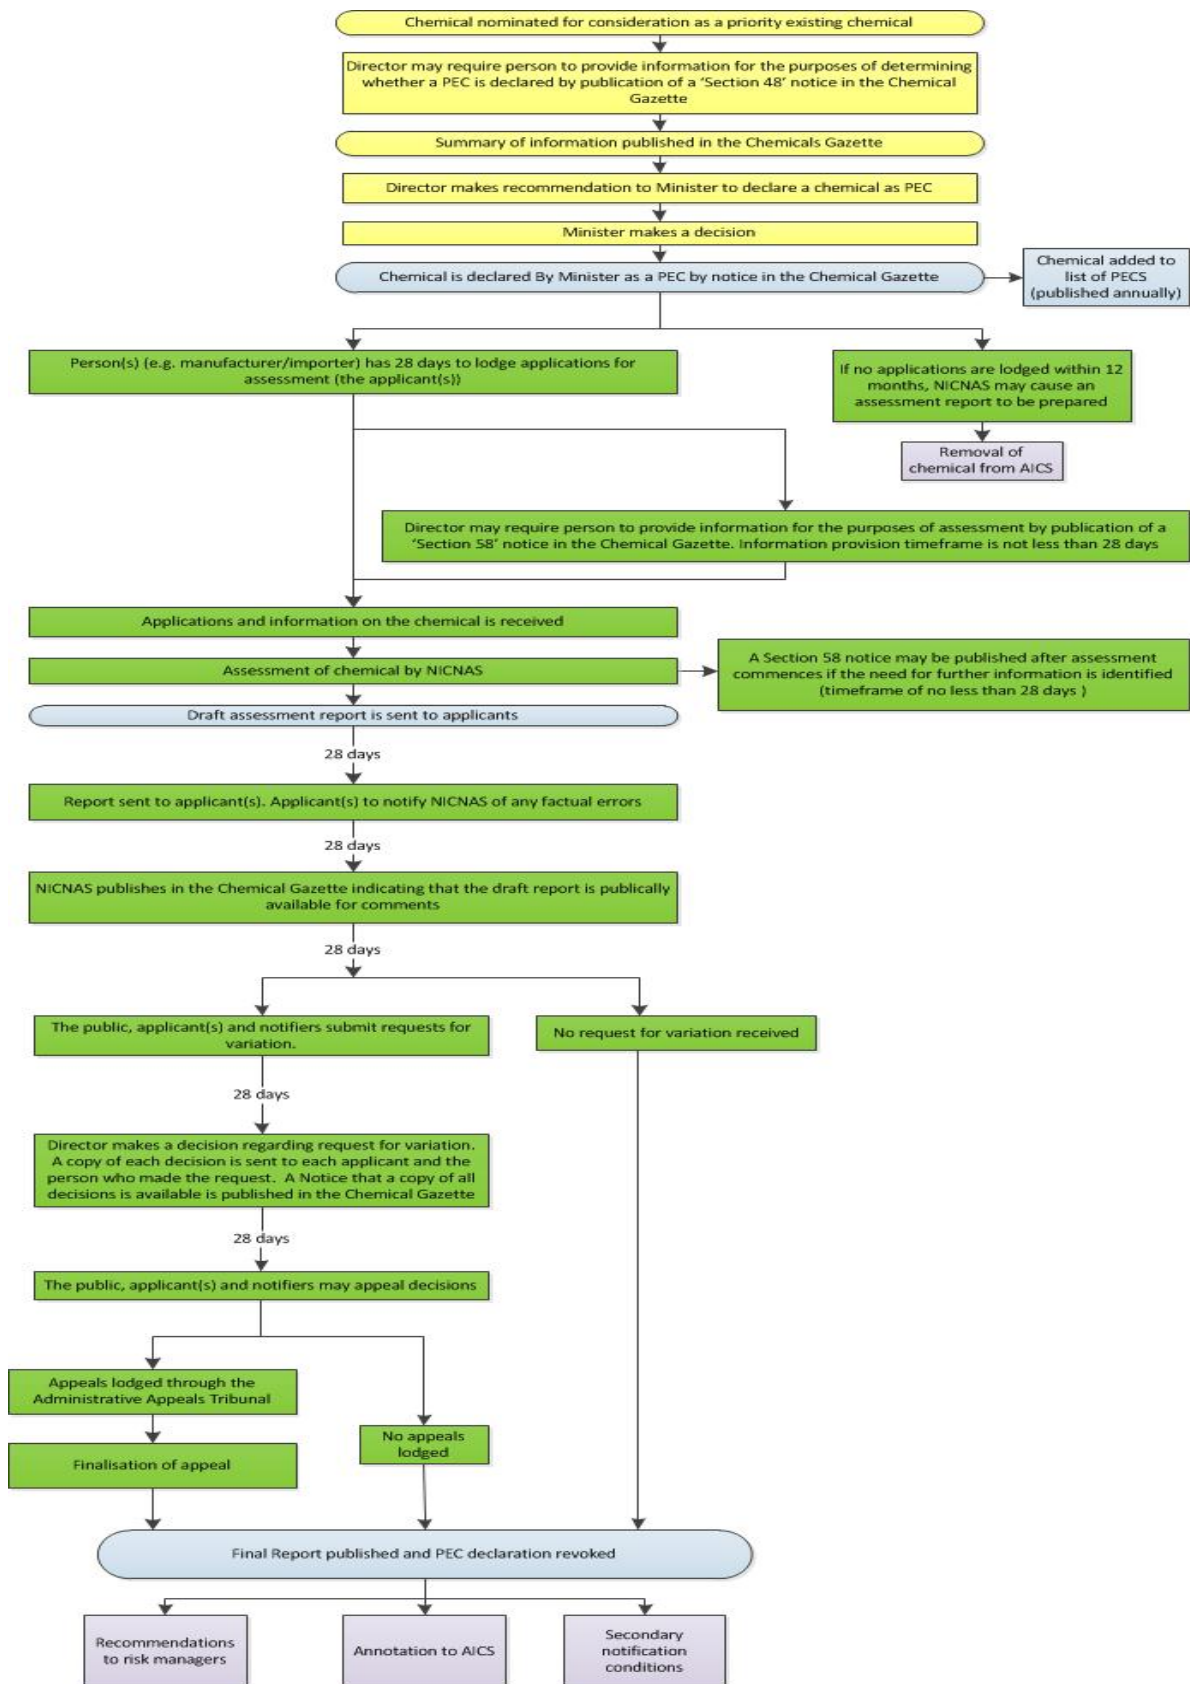 Chemical nominated for consideration as a priority existing chemical
Director may require person to provide information for the purposes of determining
whether a PEC is declared by publication of a ‘Section 48’ notice in the Chemical
Gazette
Summary of information published in the Chemicals Gazette
Director makes recommendation to Minister to declare a chemical as PEC
Minister makes a decision
Chemical is declared By Minister as a PEC by notice in the Chemical Gazette
Chemical added to
list of PECS
(published annually)
Person(s) (e.g. manufacturer/importer) has 28 days to lodge applications for
assessment (the applicant(s))
If no applications are lodged within 12
months, NICNAS may cause an
assessment report to be prepared
Removal of
chemical from AICS
Director may require person to provide information for the purposes of assessment by publication of a
‘Section 58’ notice in the Chemical Gazette. Information provision timeframe is not less than 28 days
Applications and information on the chemical is received
Assessment of chemical by NICNAS
A Section 58 notice may be published after assessment
commences if the need for further information is identified
(timeframe of no less than 28 days )
Draft assessment report is sent to applicants
28 days
Report sent to applicant(s). Applicant(s) to notify NICNAS of any factual errors
28 days
NICNAS publishes in the Chemical Gazette indicating that the draft report is publically
available for comments
28 days
The public, applicant(s) and notifiers submit requests for
variation.
No request for variation received
28 days
Director makes a decision regarding request for variation.
A copy of each decision is sent to each applicant and the
person who made the request.  A Notice that a copy of all
decisions is available is published in the Chemical Gazette
28 days
The public, applicant(s) and notifiers may appeal decisions
Appeals lodged through the
Administrative Appeals Tribunal
No appeals
lodged
Finalisation of appeal
Final Report published and PEC declaration revoked
Recommendations
to risk managers
Annotation to AICS
Secondary
notification
conditions